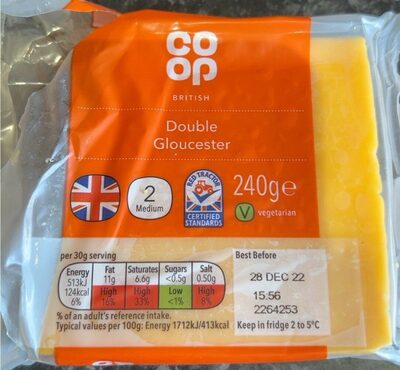 CO
OP
BRITISH
Double
Gloucester
2
Medium
RED TRACTOR
CERTIFIED
STANDARDS
240g℮
V vegetarian
per 30g serving
Energy Fat Saturates Sugars Salt
513kJ 11g 6.6g <0.5g 0.50g
124kcal High High Low High
6% 16% 33% <1% 8%
% of an adult's reference intake.
Typical values per 100g: Energy 1712kJ/413kcal
Best Before
28 DEC 22
15:56
2264253
Keep in fridge 2 to 5°C